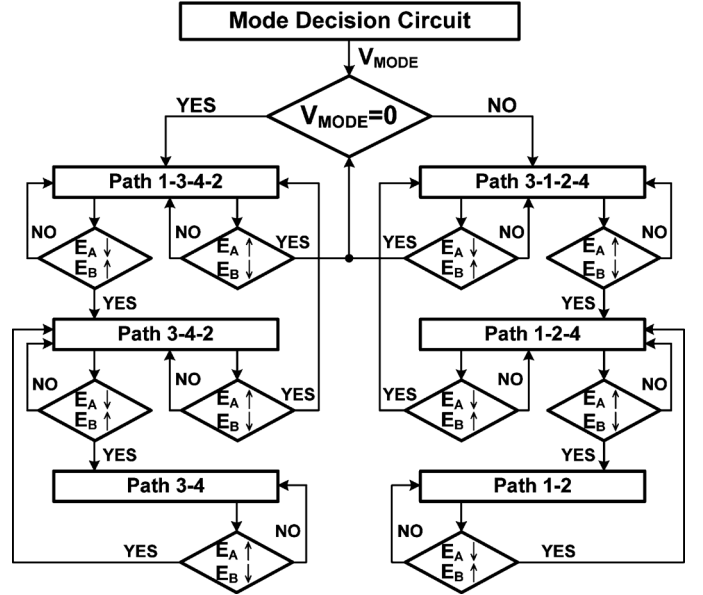 Mode Decision Circuit
VMODE
YES
NO
VMODE=0
Path 1-3-4-2
Path 3-1-2-4
NO
EA ↓
EB ↑
NO
EA ↑
EB ↓
YES
YES
EA ↓
EB ↑
NO
EA ↑
EB ↓
NO
YES
YES
Path 3-4-2
Path 1-2-4
NO
EA ↓
EB ↑
NO
EA ↑
EB ↓
YES
YES
EA ↓
EB ↑
NO
EA ↑
EB ↓
NO
YES
YES
Path 3-4
Path 1-2
YES
EA ↑
EB ↓
NO
NO
EA ↓
EB ↑
YES